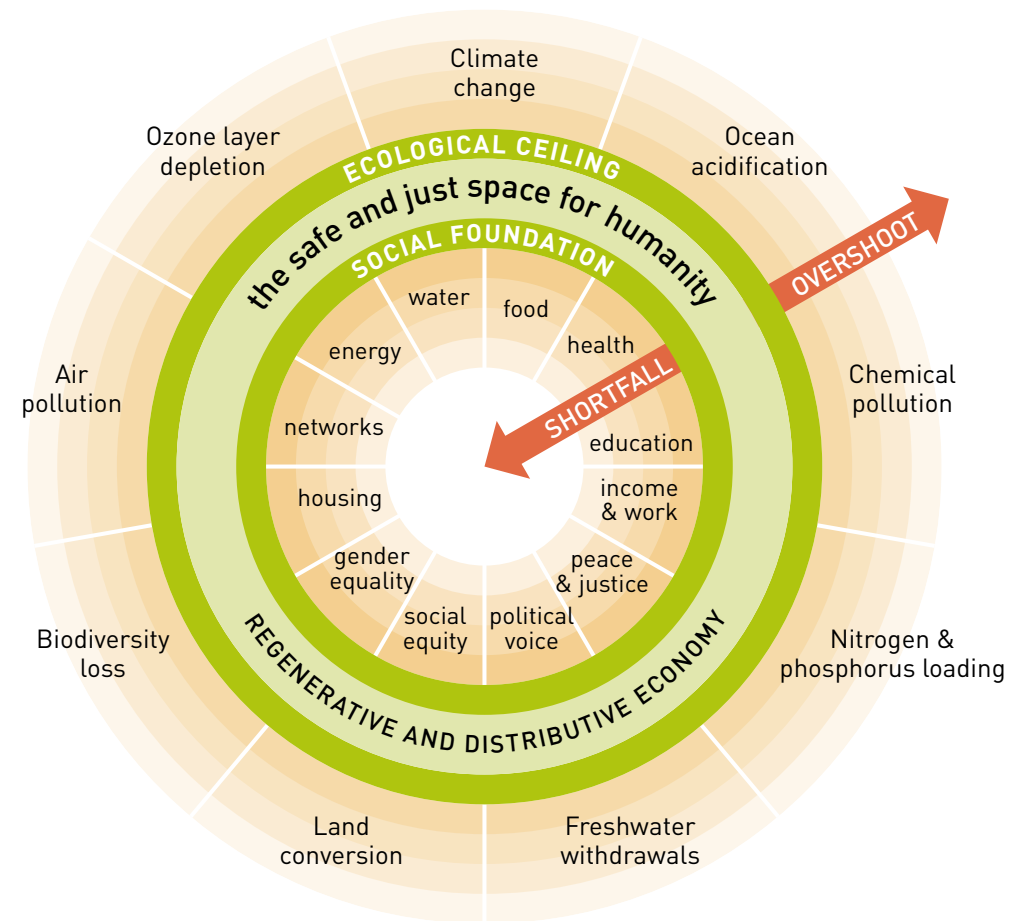 Climate
change
Ozone layer
depletion
Ocean
acidification
ECOLOGICAL CEILING
the safe and just space for humanity
SOCIAL FOUNDATION
OVERSHOOT
water
food
energy
health
SHORTFALL
Air
pollution
Chemical
pollution
networks
education
housing
income
& work
gender
equality
peace
& justice
social
equity
political
voice
REGENERATIVE AND DISTRIBUTIVE ECONOMY
Biodiversity
loss
Nitrogen &
phosphorus loading
Land
conversion
Freshwater
withdrawals